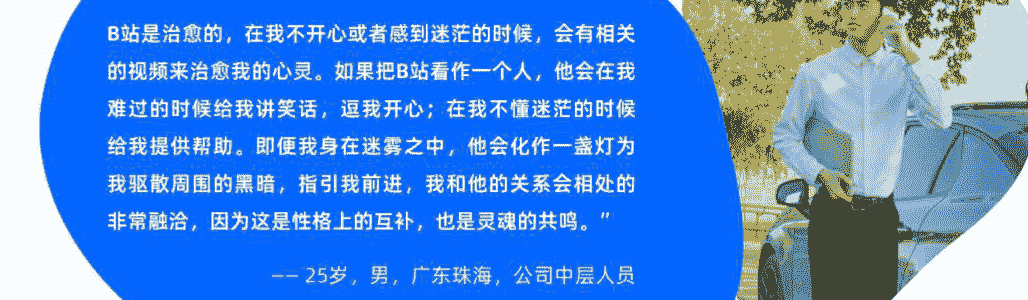 B站是治愈的，在我不开心或者感到迷茫的时候，会有相关
的视频来治愈我的心灵。如果把B站看作一个人，他会在我
难过的时候给我讲笑话，逗我开心；在我不懂迷茫的时候
给我提供帮助。即便我身在迷雾之中，他会化作一盏灯为
我驱散周围的黑暗，指引我前进，我和他的关系会相处的
非常融洽，因为这是性格上的互补，也是灵魂的共鸣。”
—— 25岁，男，广东珠海，公司中层人员